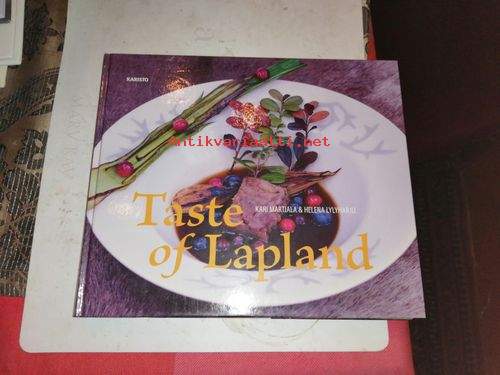 KARISTO
Antikvariaatti.net
KARI MARTIALA & HELENA LYLYHARJU
Taste
of Lapland